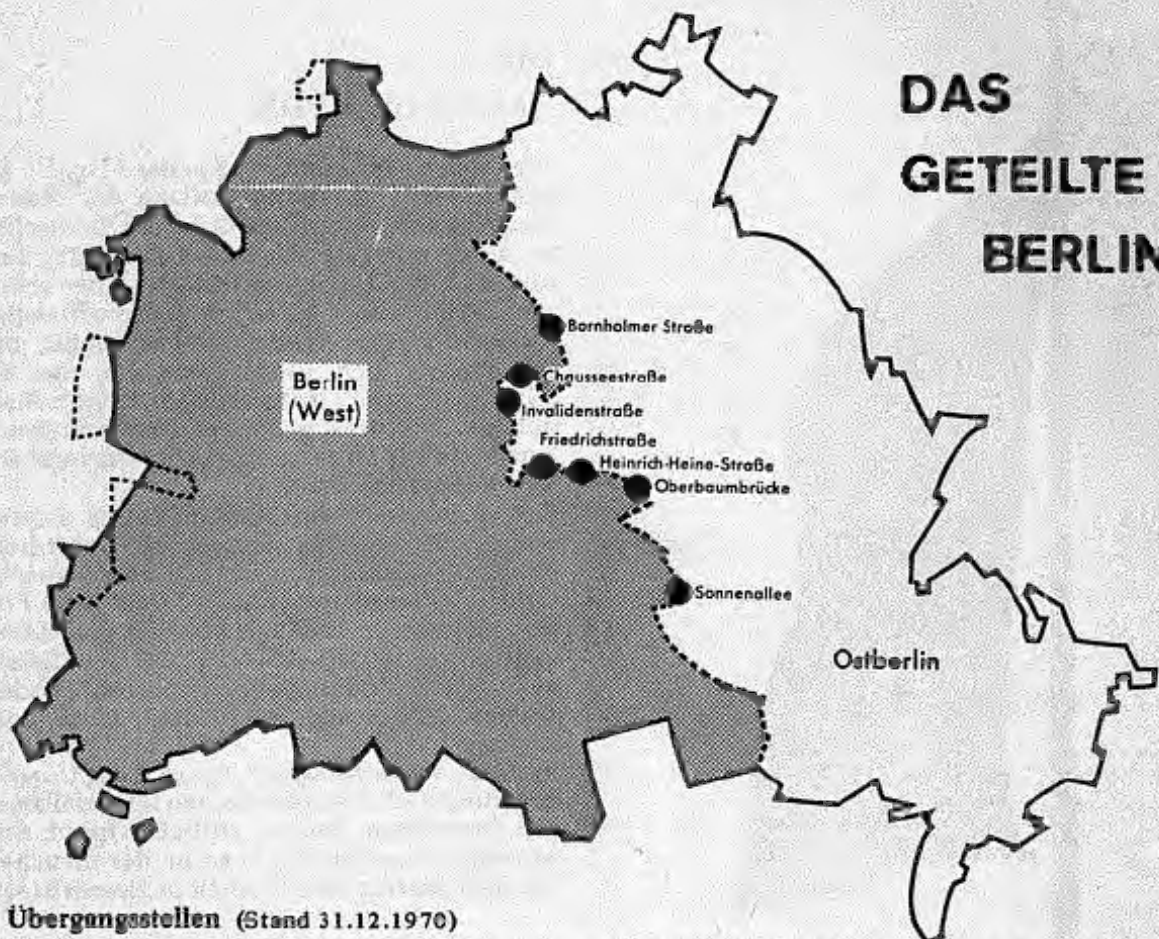 DAS
GETEILTE
BERLIN
Bornholmer Straße
Chausseestraße
Berlin
(West)
Invalidenstraße
Friedrichstraße
Heinrich-Heine-Straße
Oberbaumbrücke
Sonnenallee
Ostberlin
Übergangsstellen (Stand 31.12.1970)